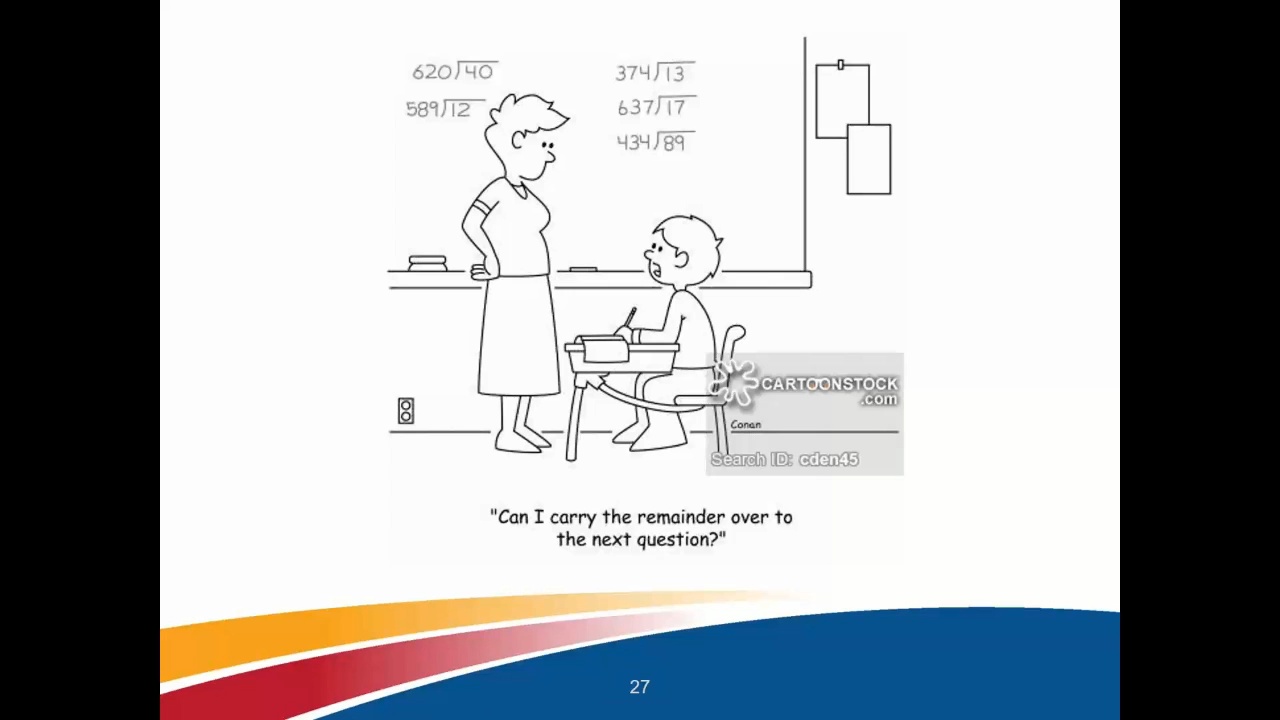 620⟌40
589⟌12
374⟌13
637⟌17
434⟌89
CARTOONSTOCK
.com
Conan
Search ID: cden45
"Can I carry the remainder over to
the next question?"
27